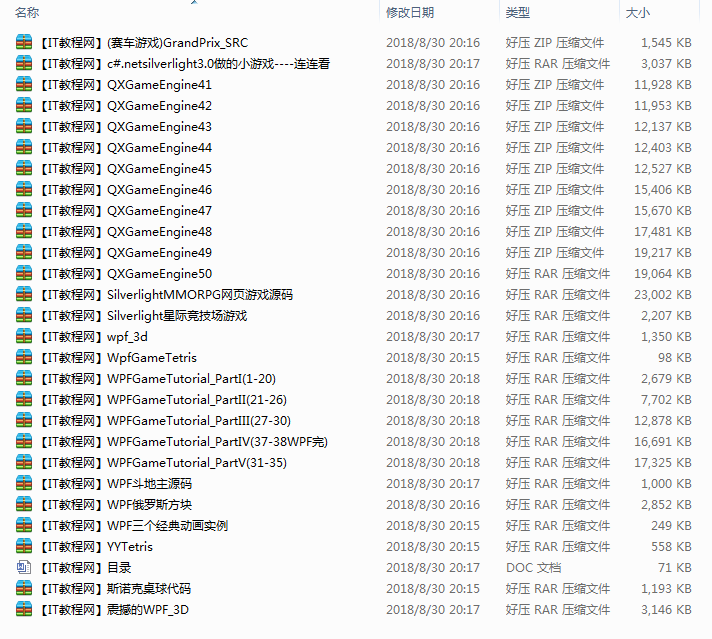 名称 修改日期 类型 大小
【IT教程网】(赛车游戏)GrandPrix_SRC 2018/8/30 20:16 好压 ZIP 压缩文件 1,545 KB
【IT教程网】c#.netsilverlight3.0做的小游戏----连连看 2018/8/30 20:17 好压 RAR 压缩文件 3,037 KB
【IT教程网】QXGameEngine41 2018/8/30 20:16 好压 ZIP 压缩文件 11,928 KB
【IT教程网】QXGameEngine42 2018/8/30 20:16 好压 ZIP 压缩文件 11,953 KB
【IT教程网】QXGameEngine43 2018/8/30 20:16 好压 ZIP 压缩文件 12,137 KB
【IT教程网】QXGameEngine44 2018/8/30 20:16 好压 ZIP 压缩文件 12,403 KB
【IT教程网】QXGameEngine45 2018/8/30 20:16 好压 ZIP 压缩文件 12,527 KB
【IT教程网】QXGameEngine46 2018/8/30 20:16 好压 ZIP 压缩文件 15,406 KB
【IT教程网】QXGameEngine47 2018/8/30 20:16 好压 ZIP 压缩文件 15,670 KB
【IT教程网】QXGameEngine48 2018/8/30 20:16 好压 ZIP 压缩文件 17,481 KB
【IT教程网】QXGameEngine49 2018/8/30 20:16 好压 ZIP 压缩文件 19,217 KB
【IT教程网】QXGameEngine50 2018/8/30 20:16 好压 RAR 压缩文件 19,064 KB
【IT教程网】SilverlightMMORPG网页游戏源码 2018/8/30 20:16 好压 RAR 压缩文件 23,002 KB
【IT教程网】Silverlight星际竞技场游戏 2018/8/30 20:16 好压 RAR 压缩文件 2,207 KB
【IT教程网】wpf_3d 2018/8/30 20:17 好压 RAR 压缩文件 1,350 KB
【IT教程网】WpfGameTetris 2018/8/30 20:15 好压 RAR 压缩文件 98 KB
【IT教程网】WPFGameTutorial_PartI(1-20) 2018/8/30 20:18 好压 RAR 压缩文件 2,679 KB
【IT教程网】WPFGameTutorial_PartII(21-26) 2018/8/30 20:18 好压 RAR 压缩文件 7,702 KB
【IT教程网】WPFGameTutorial_PartIII(27-30) 2018/8/30 20:18 好压 RAR 压缩文件 12,878 KB
【IT教程网】WPFGameTutorial_PartIV(37-38WPF完) 2018/8/30 20:18 好压 RAR 压缩文件 16,691 KB
【IT教程网】WPFGameTutorial_PartV(31-35) 2018/8/30 20:18 好压 RAR 压缩文件 17,325 KB
【IT教程网】WPF斗地主源码 2018/8/30 20:17 好压 RAR 压缩文件 1,000 KB
【IT教程网】WPF俄罗斯方块 2018/8/30 20:16 好压 RAR 压缩文件 2,852 KB
【IT教程网】WPF三个经典动画实例 2018/8/30 20:15 好压 RAR 压缩文件 249 KB
【IT教程网】YYTetris 2018/8/30 20:15 好压 RAR 压缩文件 558 KB
【IT教程网】目录 2018/8/30 20:17 DOC 文档 71 KB
【IT教程网】斯诺克桌球代码 2018/8/30 20:15 好压 RAR 压缩文件 1,193 KB
【IT教程网】震撼的WPF_3D 2018/8/30 20:17 好压 RAR 压缩文件 3,146 KB